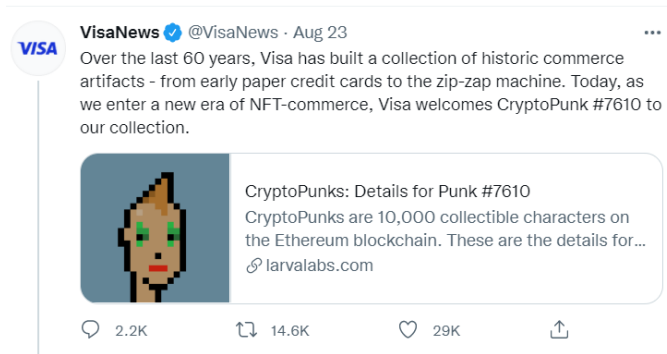 VISA
VisaNews @VisaNews · Aug 23
Over the last 60 years, Visa has built a collection of historic commerce
artifacts - from early paper credit cards to the zip-zap machine. Today, as
we enter a new era of NFT-commerce, Visa welcomes CryptoPunk #7610 to
our collection.
CryptoPunks: Details for Punk #7610
CryptoPunks are 10,000 collectible characters on
the Ethereum blockchain. These are the details for...
larvalabs.com
2.2K 14.6K 29K